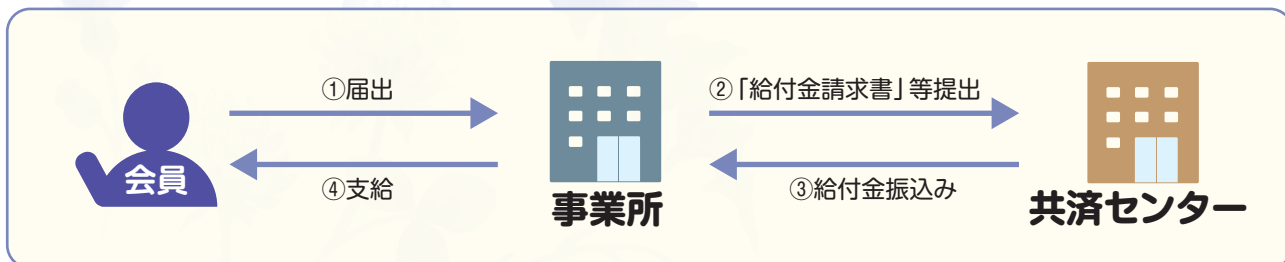 ①届出
②「給付金請求書」等提出
会員
④支給
③給付金振込み
事業所
共済センター